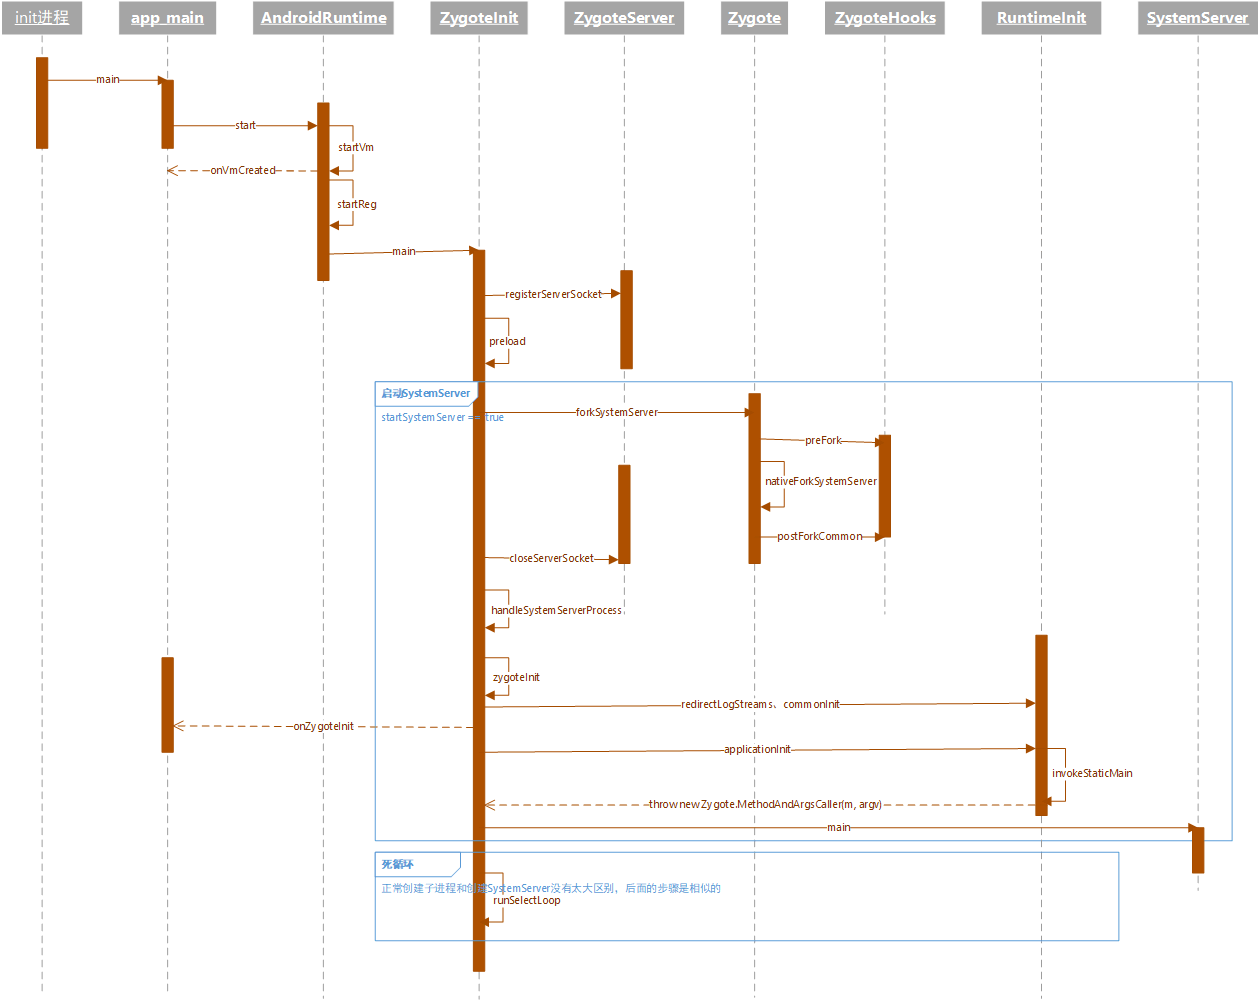 init进程
app_main
AndroidRuntime
ZygoteInit
ZygoteServer
Zygote
ZygoteHooks
RuntimeInit
SystemServer
main
start
startVm
onVmCreated
startReg
main
registerServerSocket
preload
启动SystemServer
startSystemServer == true
forkSystemServer
preFork
nativeForkSystemServer
postForkCommon
closeServerSocket
handleSystemServerProcess
zygoteInit
redirectLogStreams、commonInit
onZygoteInit
applicationInit
invokeStaticMain
throw new Zygote.MethodAndArgsCaller(m, argv)
main
死循环
正常创建子进程和创建SystemServer没有太大区别，后面的步骤是相似的
runSelectLoop